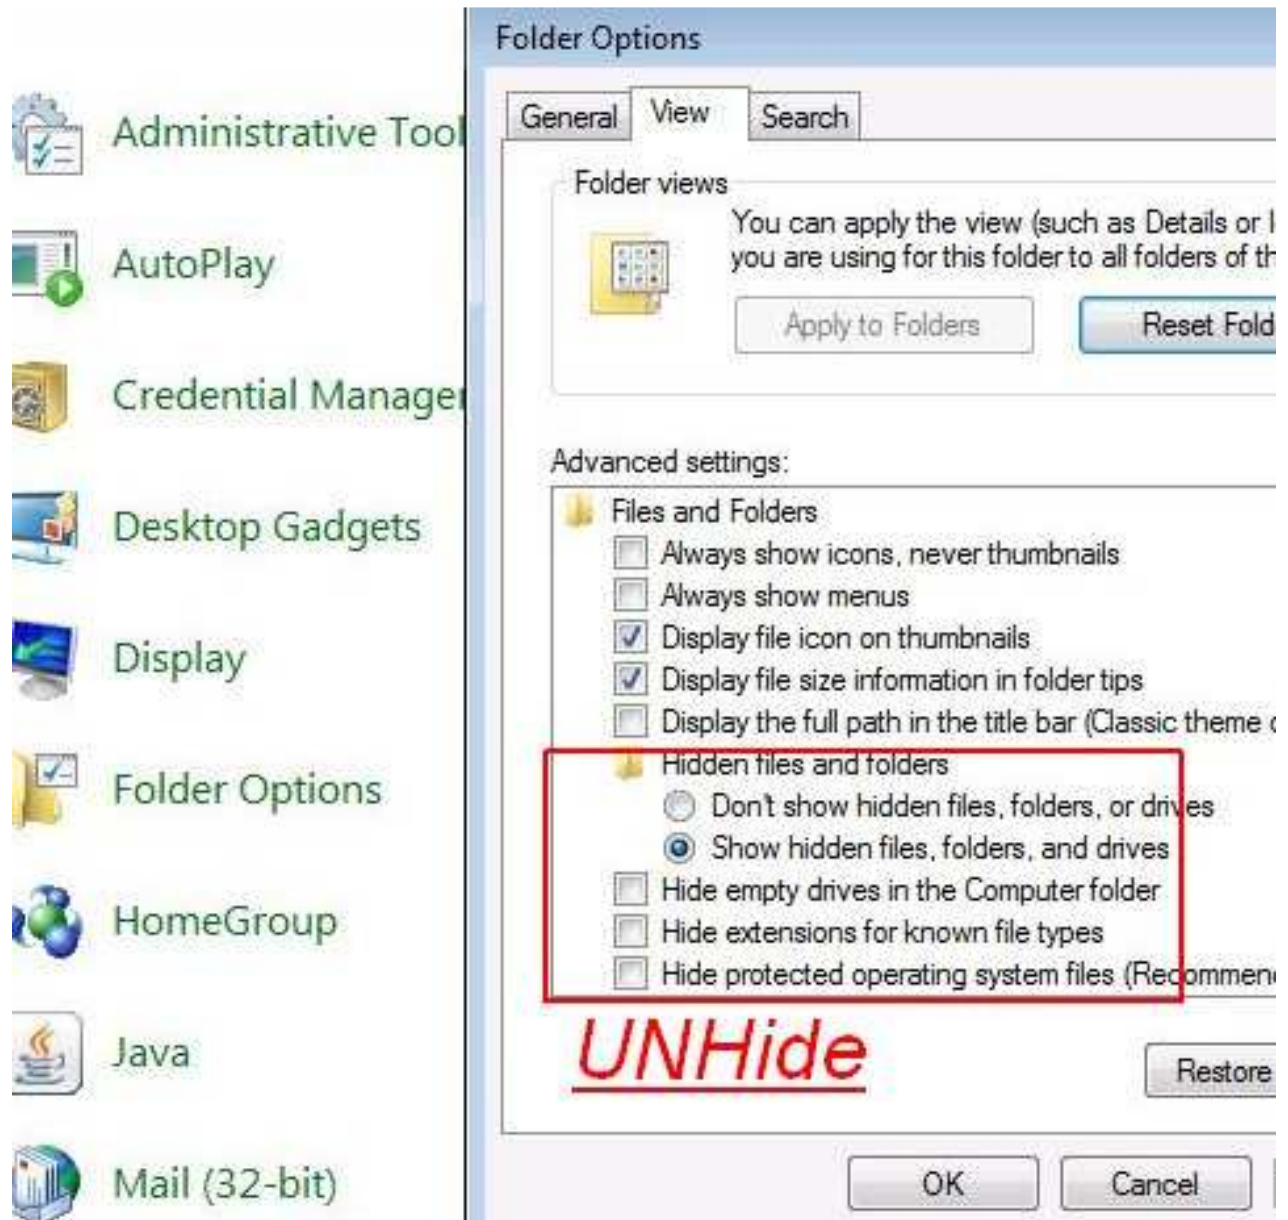 Administrative Tool
AutoPlay
Credential Manager
Desktop Gadgets
Display
Folder Options
HomeGroup
Java
Mail (32-bit)
Folder Options
General View Search
Folder views
You can apply the view (such as Details or I
you are using for this folder to all folders of th
Apply to Folders Reset Fold
Advanced settings:
Files and Folders
Always show icons, never thumbnails
Always show menus
Display file icon on thumbnails
Display file size information in folder tips
Display the full path in the title bar (Classic theme o
Hidden files and folders
Don't show hidden files, folders, or drives
Show hidden files, folders, and drives
Hide empty drives in the Computer folder
Hide extensions for known file types
Hide protected operating system files (Recommend
UNHide
Restore
OK Cancel